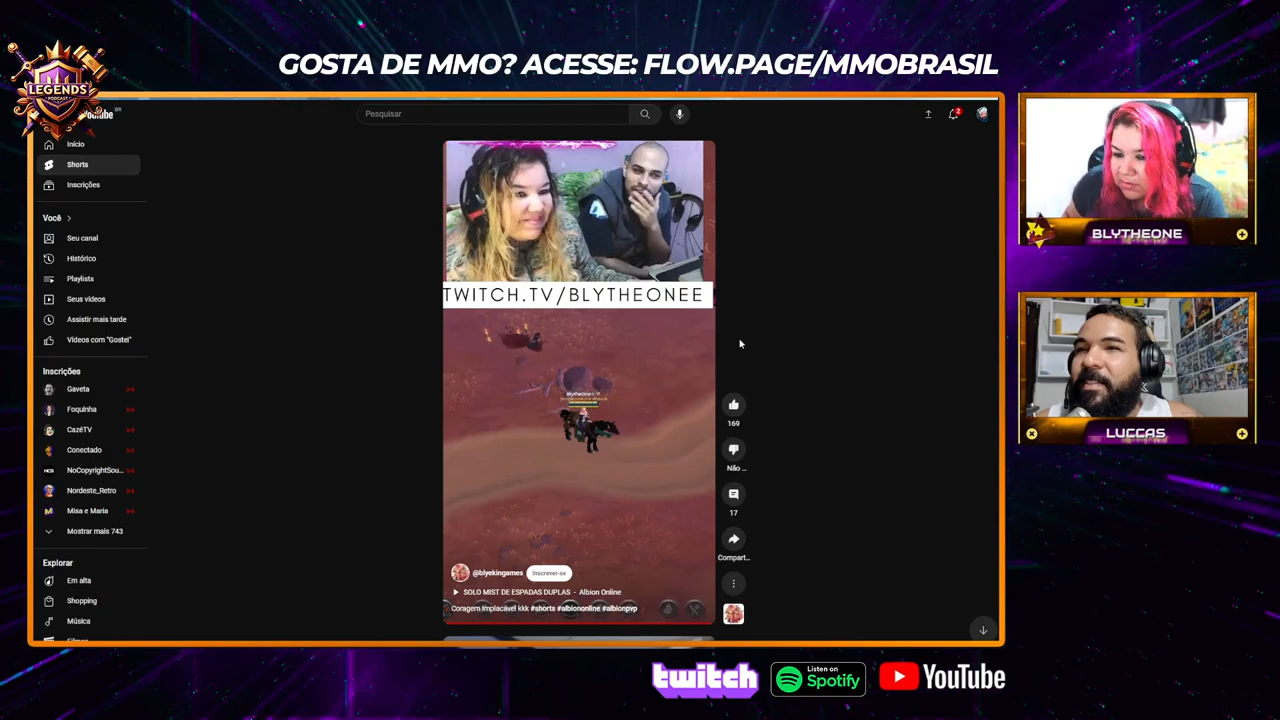 GOSTA DE MMO? ACESSE: FLOW.PAGE/MMOBRASIL
LEGENDS
PODCAST
BR
Pesquisar
2
Início
Shorts
Inscrições
Você
Seu canal
Histórico
Playlists
Seus vídeos
Assistir mais tarde
Vídeos com "Gostei"
Inscrições
Gaveta
Foquinha
CazéTV
Conectado
NoCopyrightSou...
Nordeste_Retro
Misa e Maria
Mostrar mais 743
Explorar
Em alta
Shopping
Música
TWITCH.TV/BLYTHEONEE
169
Não ...
17
Compart...
@blyekingames
Inscrever-se
SOLO MIST DE ESPADAS DUPLAS - Albion Online
Coragem Implacável kkk #shorts #albiononline #albionpvp
BLYTHEONE
LUCCAS
twitch
Listen on
Spotify
YouTube